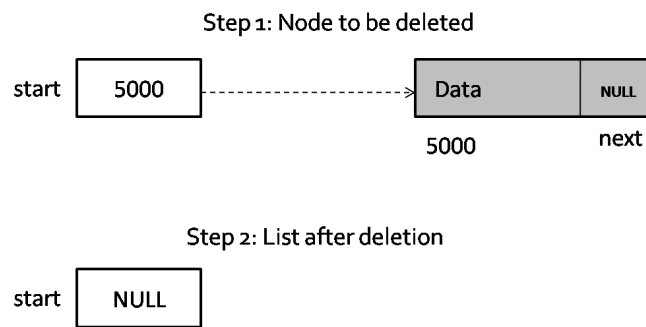 Step 1: Node to be deleted
start 5000 Data NULL
5000 next
Step 2: List after deletion
start NULL